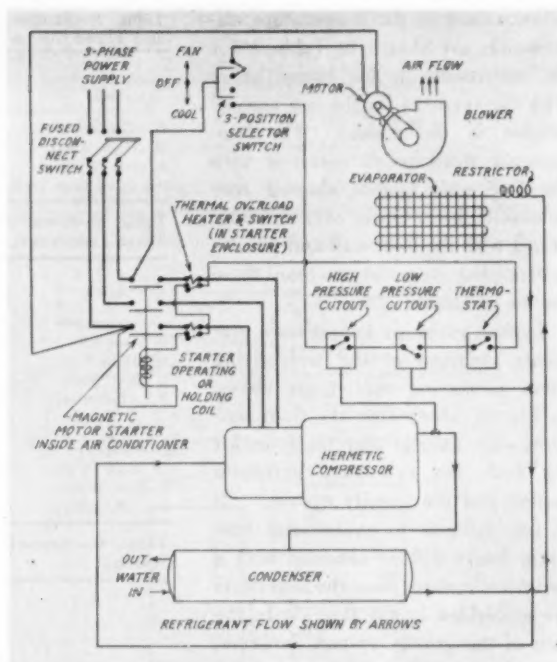 3-PHASE
POWER
SUPPLY
FAN
OFF
COOL
3-POSITION
SELECTOR
SWITCH
MOTOR
AIR FLOW
BLOWER
FUSED
DISCON-
NECT
SWITCH
THERMAL OVERLOAD
HEATER & SWITCH
(IN STARTER
ENCLOSURE)
EVAPORATOR
RESTRICTOR
HIGH
PRESSURE
CUTOUT
LOW
PRESSURE
CUTOUT
THERMO-
STAT
STARTER
OPERATING
OR
HOLDING
COIL
MAGNETIC
MOTOR STARTER
INSIDE AIR CONDITIONER
HERMETIC
COMPRESSOR
OUT
WATER
IN
CONDENSER
REFRIGERANT FLOW SHOWN BY ARROWS